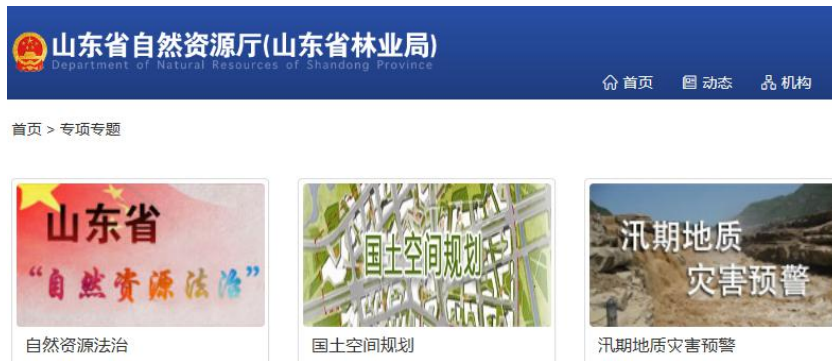 山东省自然资源厅(山东省林业局)
Department of Natural Resources of Shandong Province
首页 动态 机构
首页 > 专项专题
山东省
“自然资源法治”
国土空间规划
汛期地质
灾害预警
自然资源法治
国土空间规划
汛期地质灾害预警